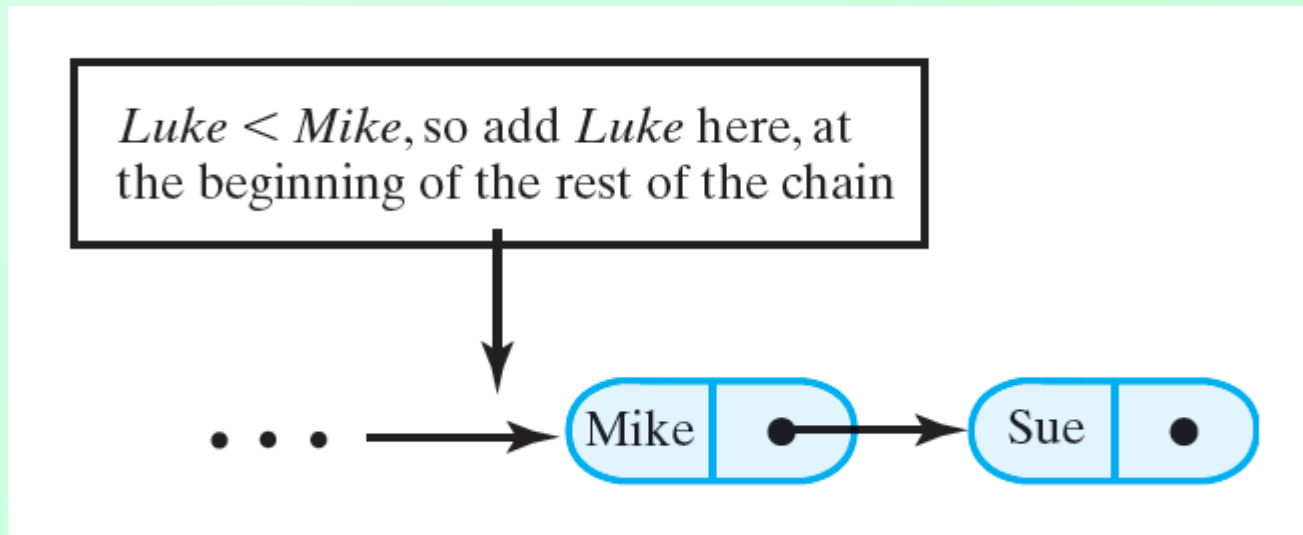 Luke < Mike, so add Luke here, at
the beginning of the rest of the chain
Mike
Sue